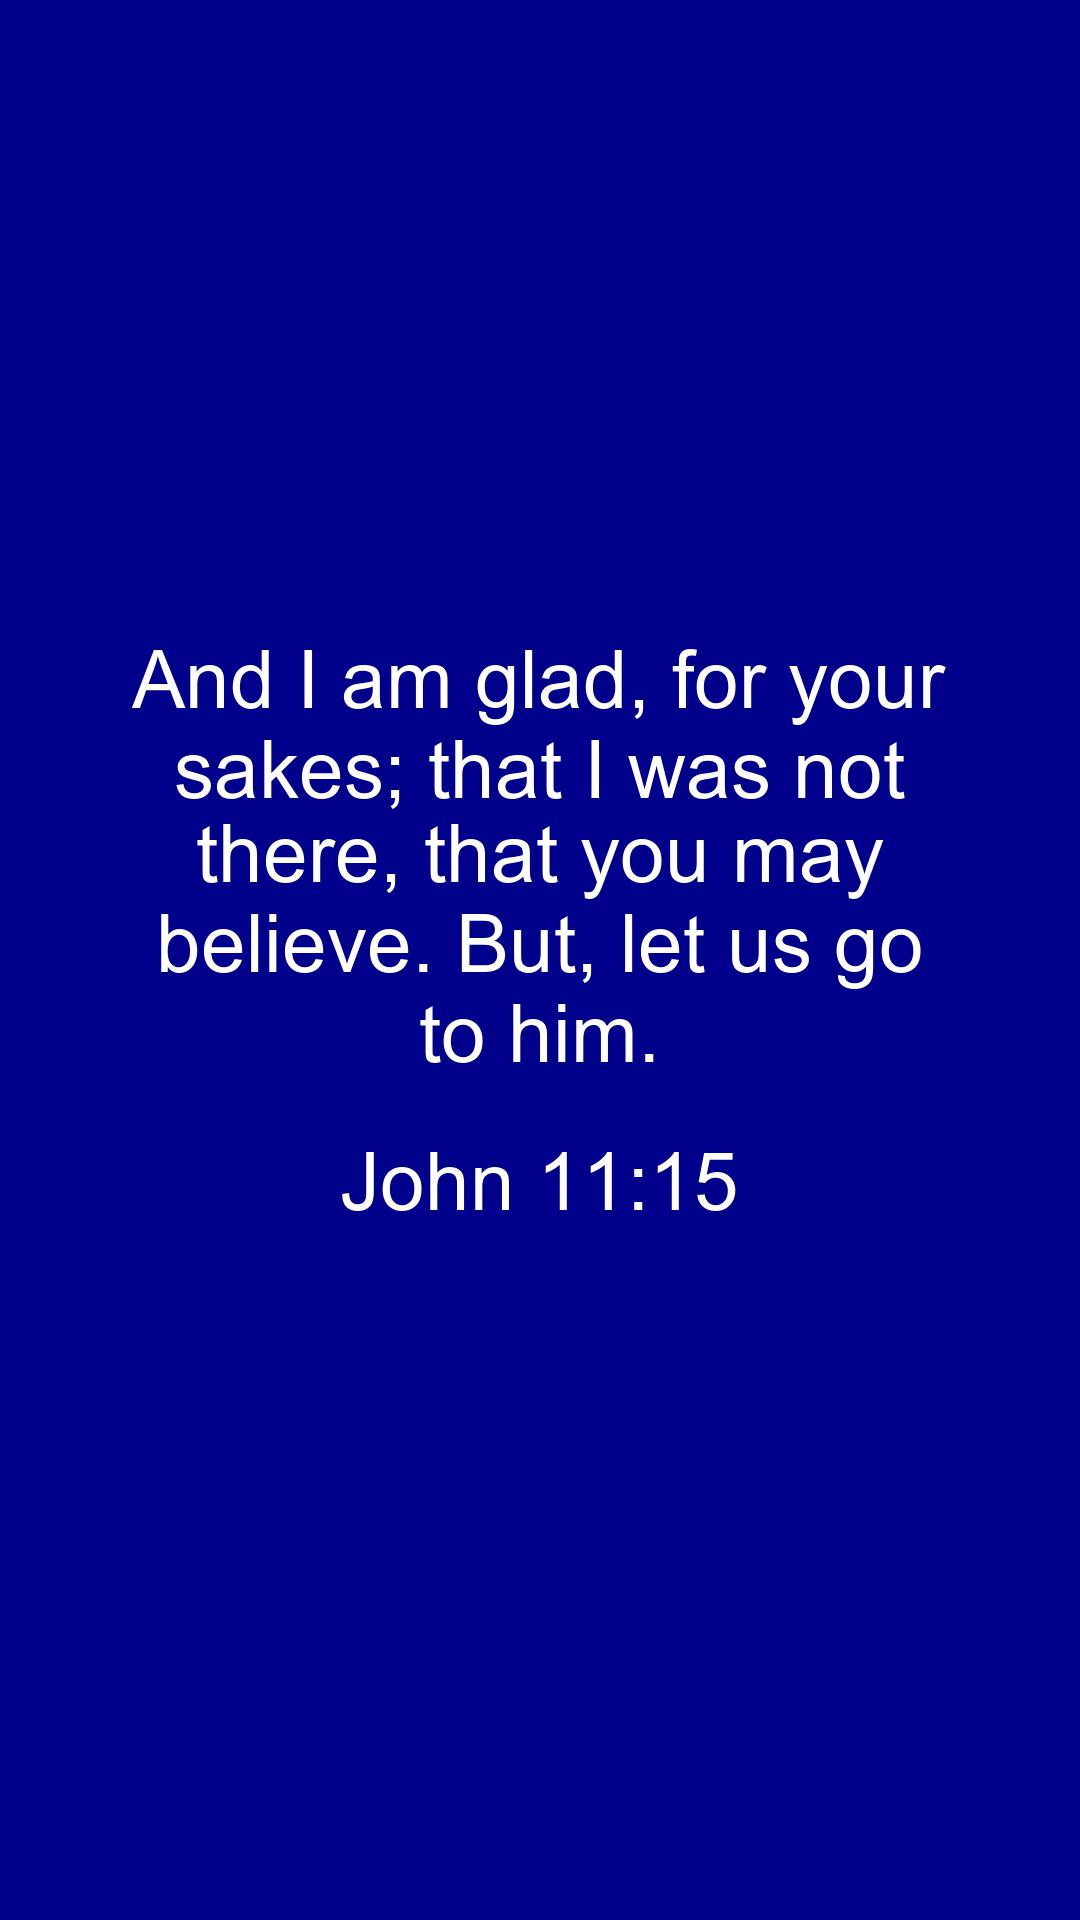 And I am glad, for your
sakes; that I was not
there, that you may
believe. But, let us go
to him.
John 11:15